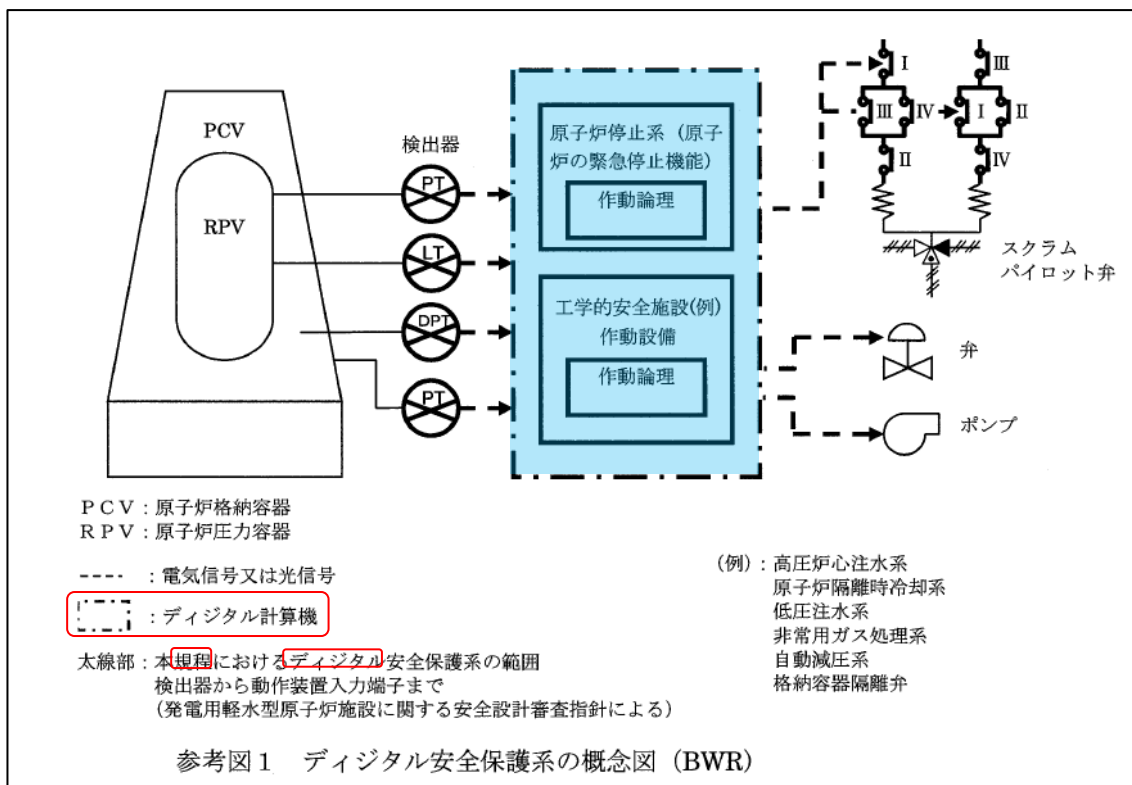 PCV
RPV
検出器
PT
LT
DPT
PT
原子炉停止系（原子
炉の緊急停止機能）
作動論理
工学的安全施設(例)
作動設備
作動論理
Ⅰ
Ⅲ
Ⅲ
Ⅳ
Ⅰ
Ⅱ
Ⅱ
Ⅳ
スクラム
パイロット弁
弁
ポンプ
ＰＣＶ：原子炉格納容器
ＲＰＶ：原子炉圧力容器
：電気信号又は光信号
：ディジタル計算機
太線部：本規程におけるディジタル安全保護系の範囲
検出器から動作装置入力端子まで
（発電用軽水型原子炉施設に関する安全設計審査指針による）
（例）：高圧炉心注水系
原子炉隔離時冷却系
低圧注水系
非常用ガス処理系
自動減圧系
格納容器隔離弁
参考図１　ディジタル安全保護系の概念図（BWR）